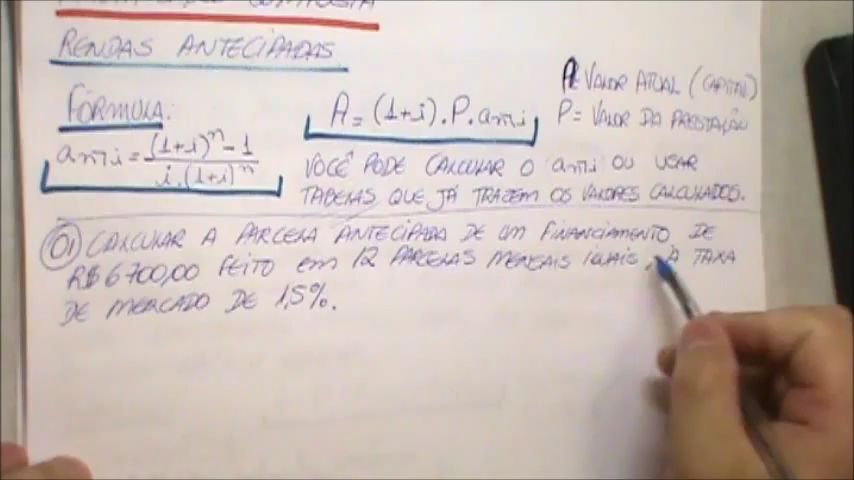 RENDAS ANTECIPADAS
A = VALOR ATUAL (CAPITAL)
P = VALOR DA PRESTAÇÃO
FÓRMULA:
A = (1+i) . P . an¬i
an¬i = (1+i)^n - 1 / i . (1+i)^n
VOCÊ PODE CALCULAR O an¬i OU USAR
TABELAS QUE JÁ TRAZEM OS VALORES CALCULADOS.
01 CALCULAR A PARCELA ANTECIPADA DE UM FINANCIAMENTO DE
R$ 6700,00 FEITO EM 12 PARCELAS MENSAIS IGUAIS, À TAXA
DE MERCADO DE 1,5%.